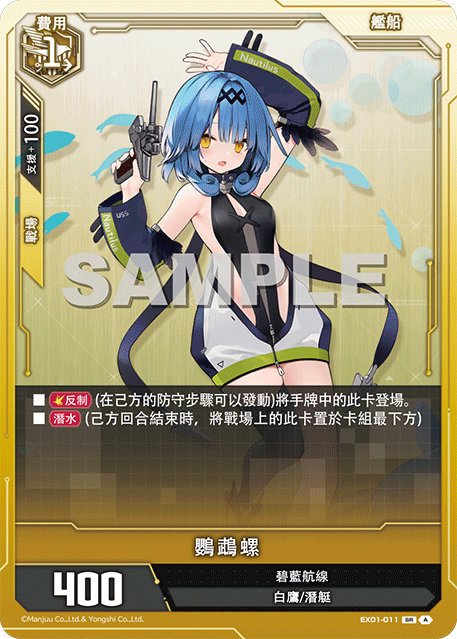 費用
1
艦船
支援+100
戰場
Nautilus
USS
Nautilus
SAMPLE
■ 反制 (在己方的防守步驟可以發動)將手牌中的此卡登場。
■ 潛水 (己方回合結束時，將戰場上的此卡置於卡組最下方)
鸚鵡螺
400
碧藍航線
白鷹/潛艇
©Manjuu Co.,Ltd.& Yongshi Co.,Ltd.
EX01-011 SR A